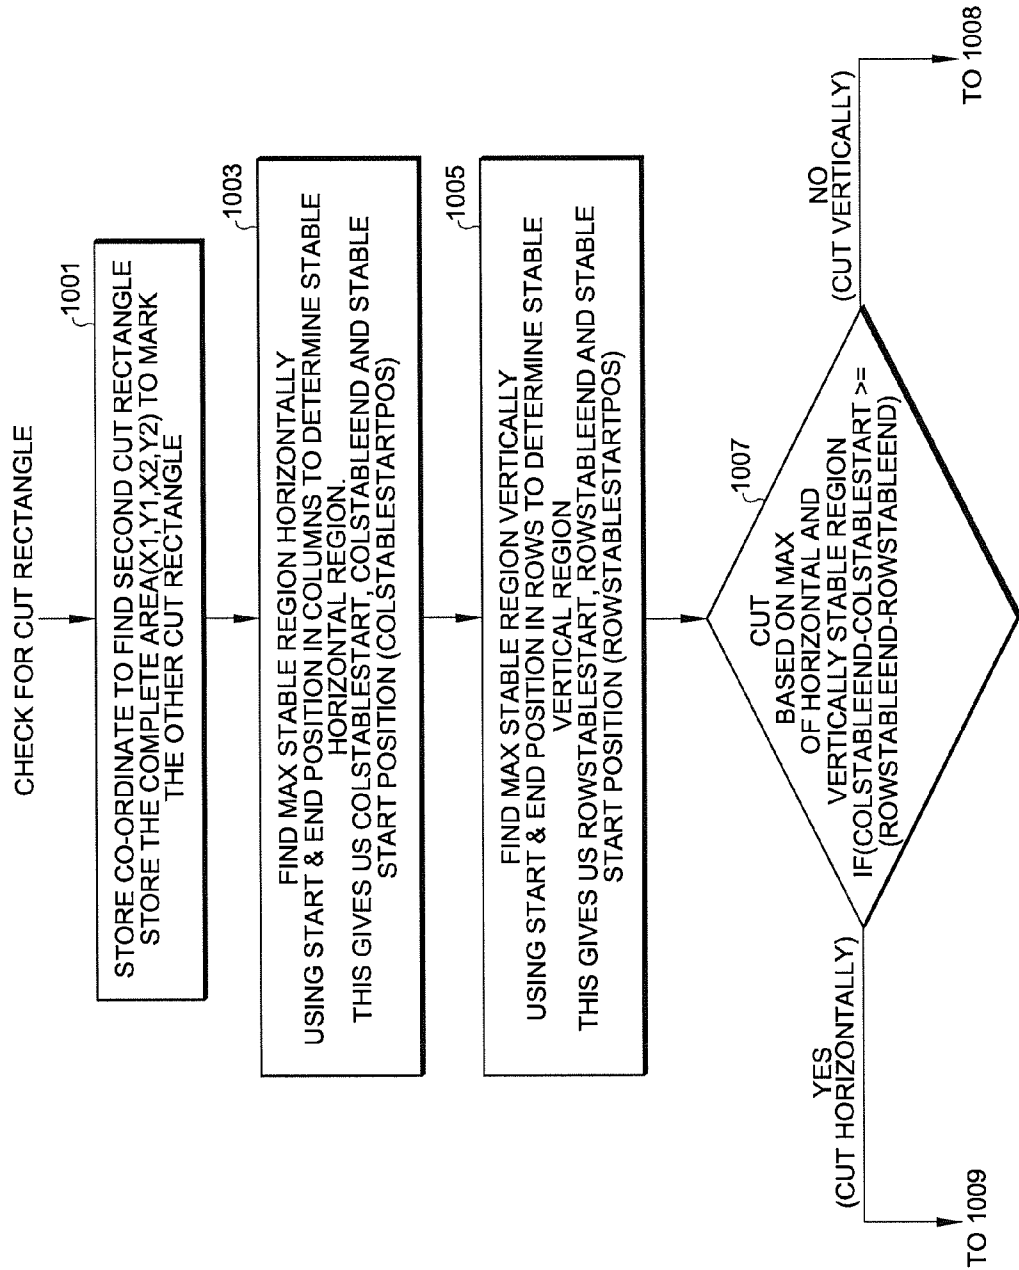 CHECK FOR CUT RECTANGLE
1001
STORE CO-ORDINATE TO FIND SECOND CUT RECTANGLE
STORE THE COMPLETE AREA(X1,Y1,X2,Y2) TO MARK
THE OTHER CUT RECTANGLE
1003
FIND MAX STABLE REGION HORIZONTALLY
USING START & END POSITION IN COLUMNS TO DETERMINE STABLE
HORIZONTAL REGION.
THIS GIVES US COLSTABLESTART, COLSTABLEEND AND STABLE
START POSITION (COLSTABLESTARTPOS)
1005
FIND MAX STABLE REGION VERTICALLY
USING START & END POSITION IN ROWS TO DETERMINE STABLE
VERTICAL REGION
THIS GIVES US ROWSTABLESTART, ROWSTABLEEND AND STABLE
START POSITION (ROWSTABLESTARTPOS)
1007
CUT
BASED ON MAX
OF HORIZONTAL AND
VERTICALLY STABLE REGION
IF(COLSTABLEEND-COLSTABLESTART >=
(ROWSTABLEEND-ROWSTABLEEND)
YES
(CUT HORIZONTALLY)
TO 1009
NO
(CUT VERTICALLY)
TO 1008